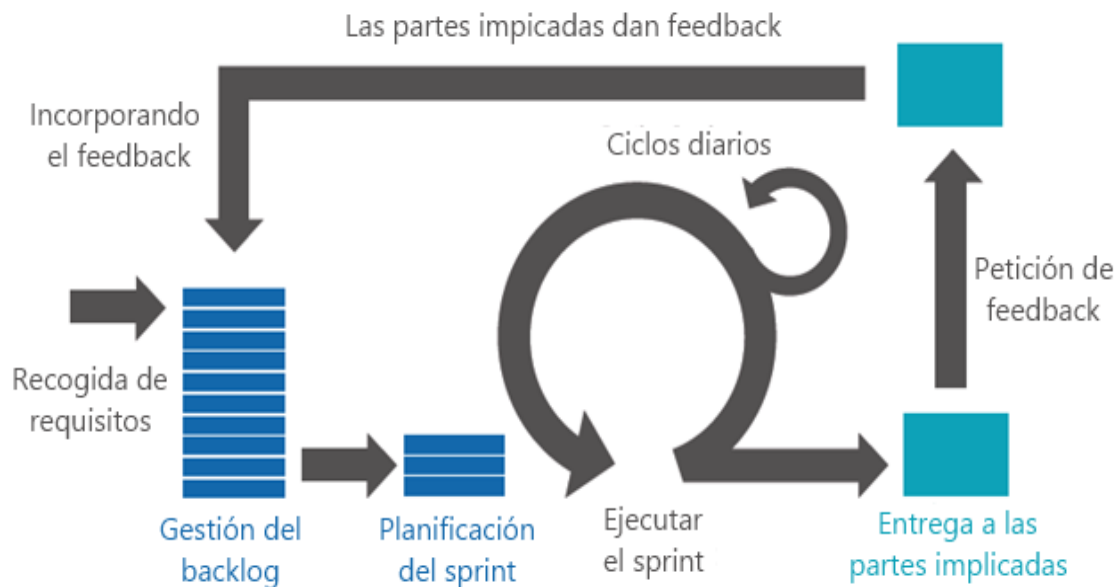 Las partes impicadas dan feedback
Incorporando
el feedback
Ciclos diarios
Petición de
feedback
Recogida de
requisitos
Gestión del
backlog
Planificación
del sprint
Ejecutar
el sprint
Entrega a las
partes implicadas